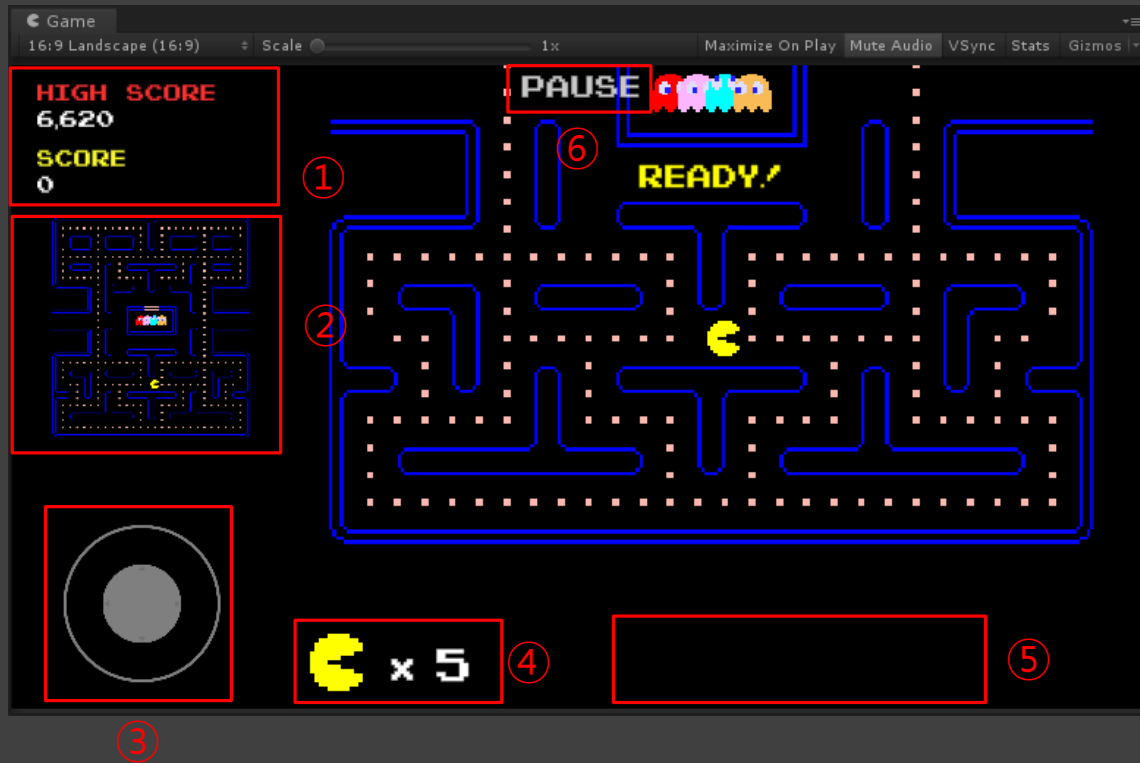 Game
16:9 Landscape (16:9) Scale 1x Maximize On Play Mute Audio VSync Stats Gizmos
HIGH SCORE
6,620
SCORE
0
①
②
③
PAUSE
⑥
READY!
x 5
④
⑤